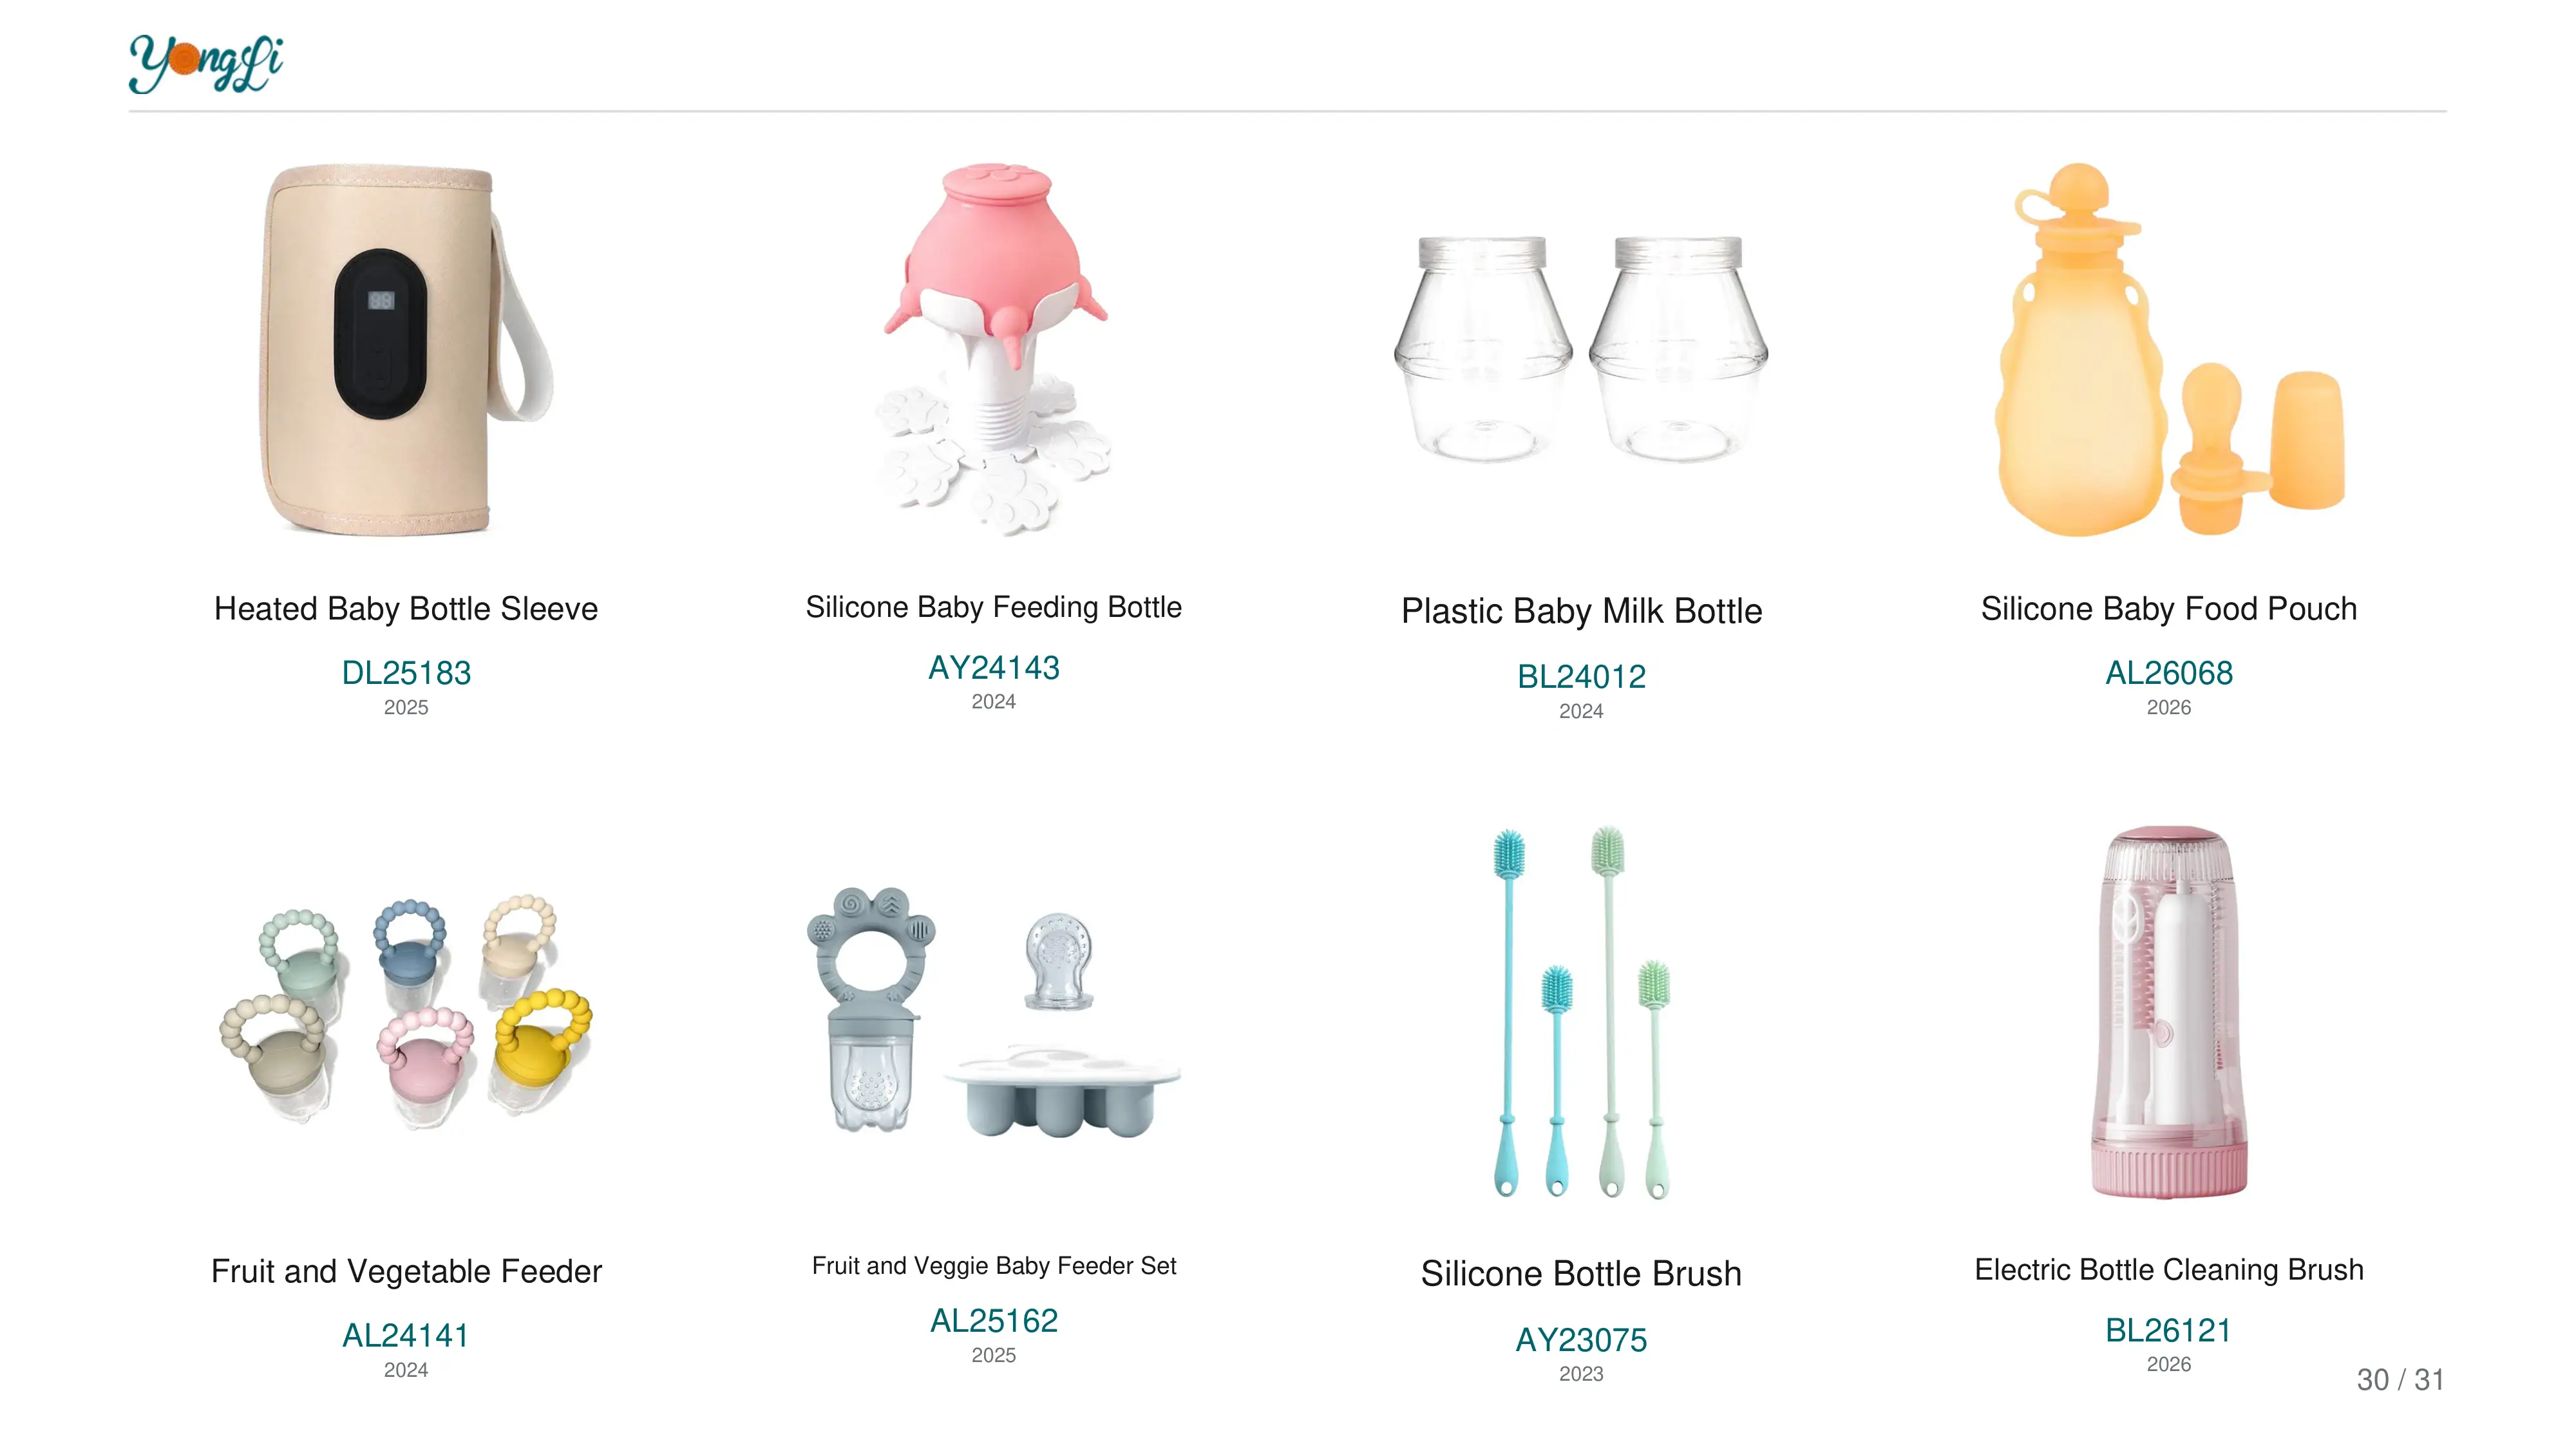 YongLi
88
Heated Baby Bottle Sleeve
DL25183
2025
Silicone Baby Feeding Bottle
AY24143
2024
Plastic Baby Milk Bottle
BL24012
2024
Silicone Baby Food Pouch
AL26068
2026
Fruit and Vegetable Feeder
AL24141
2024
Fruit and Veggie Baby Feeder Set
AL25162
2025
Silicone Bottle Brush
AY23075
2023
Electric Bottle Cleaning Brush
BL26121
2026
30 / 31